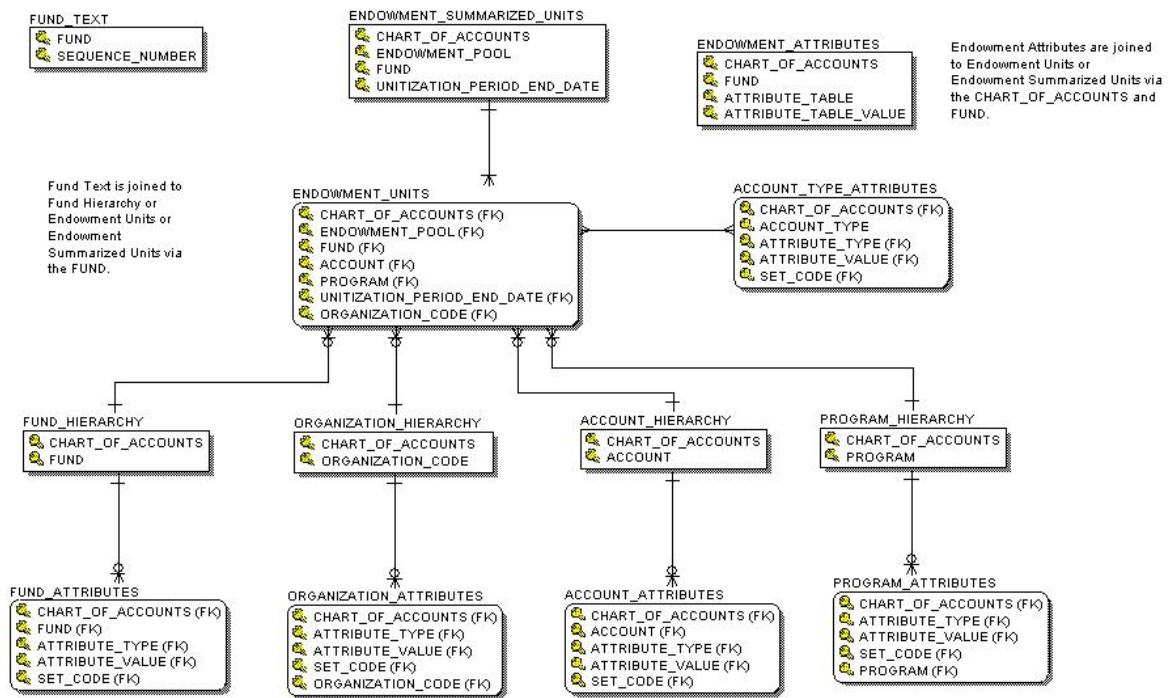 FUND_TEXT
FUND
SEQUENCE_NUMBER
ENDOWMENT_SUMMARIZED_UNITS
CHART_OF_ACCOUNTS
ENDOWMENT_POOL
FUND
UNITIZATION_PERIOD_END_DATE
ENDOWMENT_ATTRIBUTES
CHART_OF_ACCOUNTS
FUND
ATTRIBUTE_TABLE
ATTRIBUTE_TABLE_VALUE
Endowment Attributes are joined
to Endowment Units or
Endowment Summarized Units via
the CHART_OF_ACCOUNTS and
FUND.
Fund Text is joined to
Fund Hierarchy or
Endowment Units or
Endowment
Summarized Units via
the FUND.
ENDOWMENT_UNITS
CHART_OF_ACCOUNTS (FK)
ENDOWMENT_POOL (FK)
FUND (FK)
ACCOUNT (FK)
PROGRAM (FK)
UNITIZATION_PERIOD_END_DATE (FK)
ORGANIZATION_CODE (FK)
ACCOUNT_TYPE_ATTRIBUTES
CHART_OF_ACCOUNTS (FK)
ACCOUNT_TYPE
ATTRIBUTE_TYPE (FK)
ATTRIBUTE_VALUE (FK)
SET_CODE (FK)
FUND_HIERARCHY
CHART_OF_ACCOUNTS
FUND
ORGANIZATION_HIERARCHY
CHART_OF_ACCOUNTS
ORGANIZATION_CODE
ACCOUNT_HIERARCHY
CHART_OF_ACCOUNTS
ACCOUNT
PROGRAM_HIERARCHY
CHART_OF_ACCOUNTS
PROGRAM
FUND_ATTRIBUTES
CHART_OF_ACCOUNTS (FK)
FUND (FK)
ATTRIBUTE_TYPE (FK)
ATTRIBUTE_VALUE (FK)
SET_CODE (FK)
ORGANIZATION_ATTRIBUTES
CHART_OF_ACCOUNTS (FK)
ATTRIBUTE_TYPE (FK)
ATTRIBUTE_VALUE (FK)
SET_CODE (FK)
ORGANIZATION_CODE (FK)
ACCOUNT_ATTRIBUTES
CHART_OF_ACCOUNTS (FK)
ACCOUNT (FK)
ATTRIBUTE_TYPE (FK)
ATTRIBUTE_VALUE (FK)
SET_CODE (FK)
PROGRAM_ATTRIBUTES
CHART_OF_ACCOUNTS (FK)
ATTRIBUTE_TYPE (FK)
ATTRIBUTE_VALUE (FK)
SET_CODE (FK)
PROGRAM (FK)